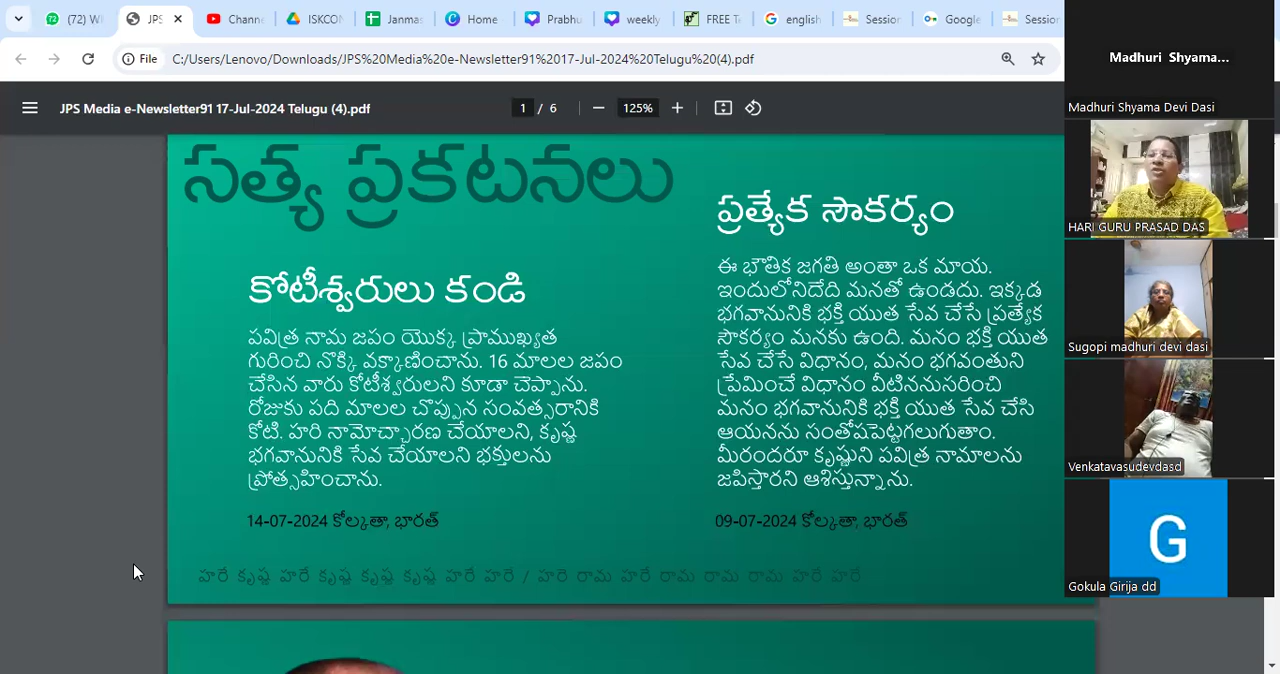 (72) W
JPS
Chann
ISKCON
Janmas
Home
Prabhu
weekly
FREE T
english
Session
Google
Session
File
C:/Users/Lenovo/Downloads/JPS%20Media%20e-Newsletter91%2017-Jul-2024%20Telugu%20(4).pdf
JPS Media e-Newsletter91 17-Jul-2024 Telugu (4).pdf
1 / 6
125%
సత్య ప్రకటనలు
కోటీశ్వరులు కండి
పవిత్ర నామ జపం యొక్క ప్రాముఖ్యత
గురించి నొక్కి వక్కాణించాను. 16 మాలల జపం
చేసిన వారు కోటీశ్వరులని కూడా చెప్పాను.
రోజుకు పది మాలల చొప్పున సంవత్సరానికి
కోటి. హరి నామోచ్చారణ చేయాలని, కృష్ణ
భగవానునికి సేవ చేయాలని భక్తులను
ప్రోత్సహించాను.
14-07-2024 కోల్కతా, భారత్
ప్రత్యేక సౌకర్యం
ఈ భౌతిక జగతి అంతా ఒక మాయ.
ఇందులోనిదేది మనతో ఉండదు. ఇక్కడ
భగవానునికి భక్తి యుత సేవ చేసే ప్రత్యేక
సౌకర్యం మనకు ఉంది. మనం భక్తి యుత
సేవ చేసే విధానం, మనం భగవంతుని
ప్రేమించే విధానం వీటిననుసరించి
మనం భగవానునికి భక్తి యుత సేవ చేసి
ఆయనను సంతోషపెట్టగలుగుతాం.
మీరందరూ కృష్ణుని పవిత్ర నామాలను
జపిస్తారని ఆశిస్తున్నాను.
09-07-2024 కోల్కతా, భారత్
హరే కృష్ణ హరే కృష్ణ కృష్ణ కృష్ణ హరే హరే / హరె రామ హరే రామ రామ రామ హరే హరే
Madhuri Shyama...
Madhuri Shyama Devi Dasi
HARI GURU PRASAD DAS
Sugopi madhuri devi dasi
Venkatavasudevdasd
G
Gokula Girija dd